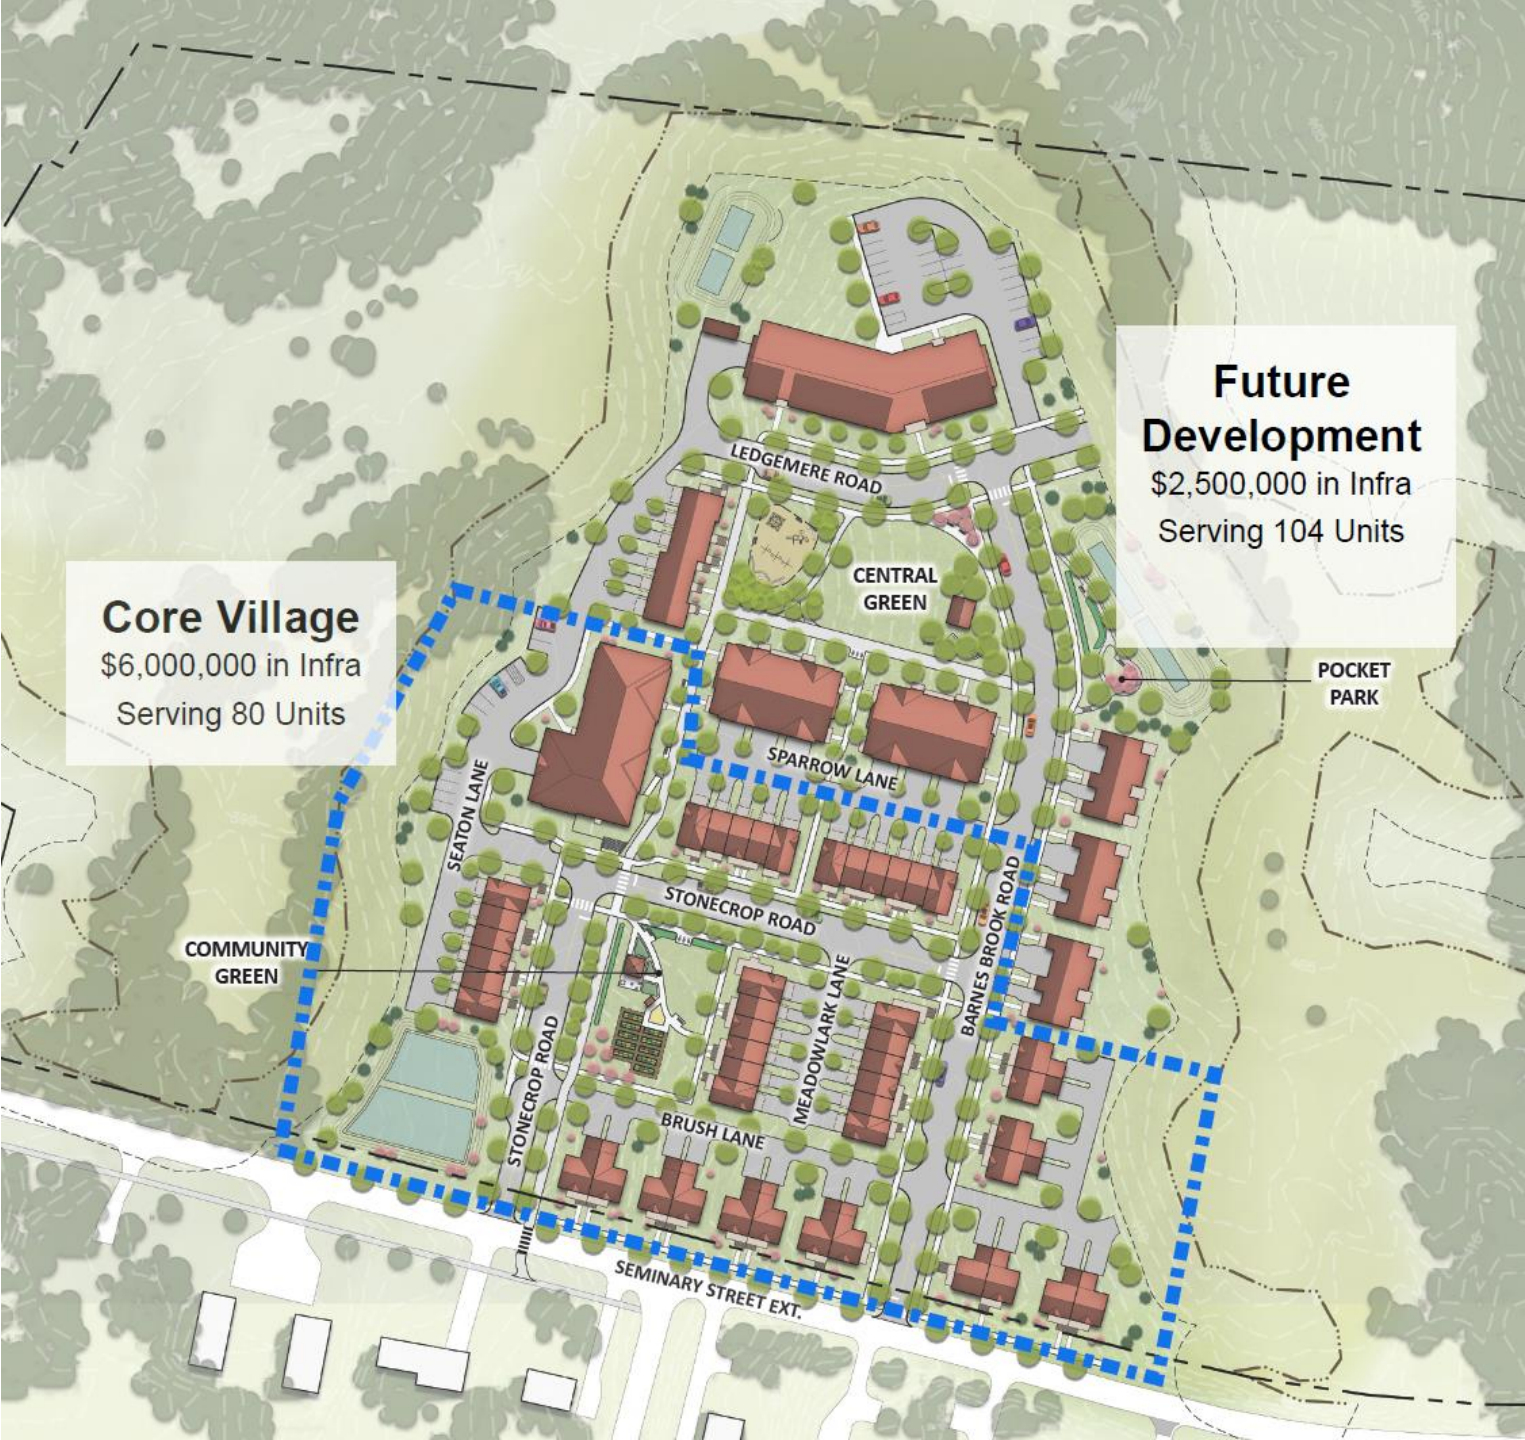 Future
Development
$2,500,000 in Infra
Serving 104 Units
LEDGEMERE ROAD
CENTRAL
GREEN
Core Village
$6,000,000 in Infra
Serving 80 Units
POCKET
PARK
SPARROW LANE
SEATON LANE
STONECROP ROAD
BARNES BROOK ROAD
COMMUNITY
GREEN
MEADOWLARK LANE
STONECROP ROAD
BRUSH LANE
SEMINARY STREET EXT.